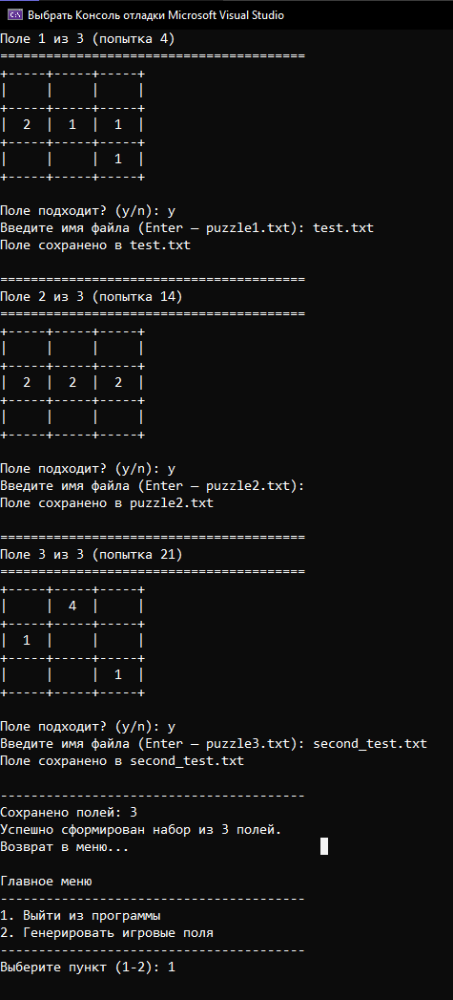 Выбрать Консоль отладки Microsoft Visual Studio
Поле 1 из 3 (попытка 4)
========================================
+-----+-----+-----+
|     |     |     |
+-----+-----+-----+
|  2  |  1  |  1  |
+-----+-----+-----+
|     |     |  1  |
+-----+-----+-----+
Поле подходит? (y/n): y
Введите имя файла (Enter — puzzle1.txt): test.txt
Поле сохранено в test.txt
========================================
Поле 2 из 3 (попытка 14)
========================================
+-----+-----+-----+
|     |     |     |
+-----+-----+-----+
|  2  |  2  |  2  |
+-----+-----+-----+
|     |     |     |
+-----+-----+-----+
Поле подходит? (y/n): y
Введите имя файла (Enter — puzzle2.txt):
Поле сохранено в puzzle2.txt
========================================
Поле 3 из 3 (попытка 21)
========================================
+-----+-----+-----+
|     |  4  |     |
+-----+-----+-----+
|  1  |     |     |
+-----+-----+-----+
|     |     |  1  |
+-----+-----+-----+
Поле подходит? (y/n): y
Введите имя файла (Enter — puzzle3.txt): second_test.txt
Поле сохранено в second_test.txt
----------------------------------------
Сохранено полей: 3
Успешно сформирован набор из 3 полей.
Возврат в меню...
Главное меню
----------------------------------------
1. Выйти из программы
2. Генерировать игровые поля
----------------------------------------
Выберите пункт (1-2): 1